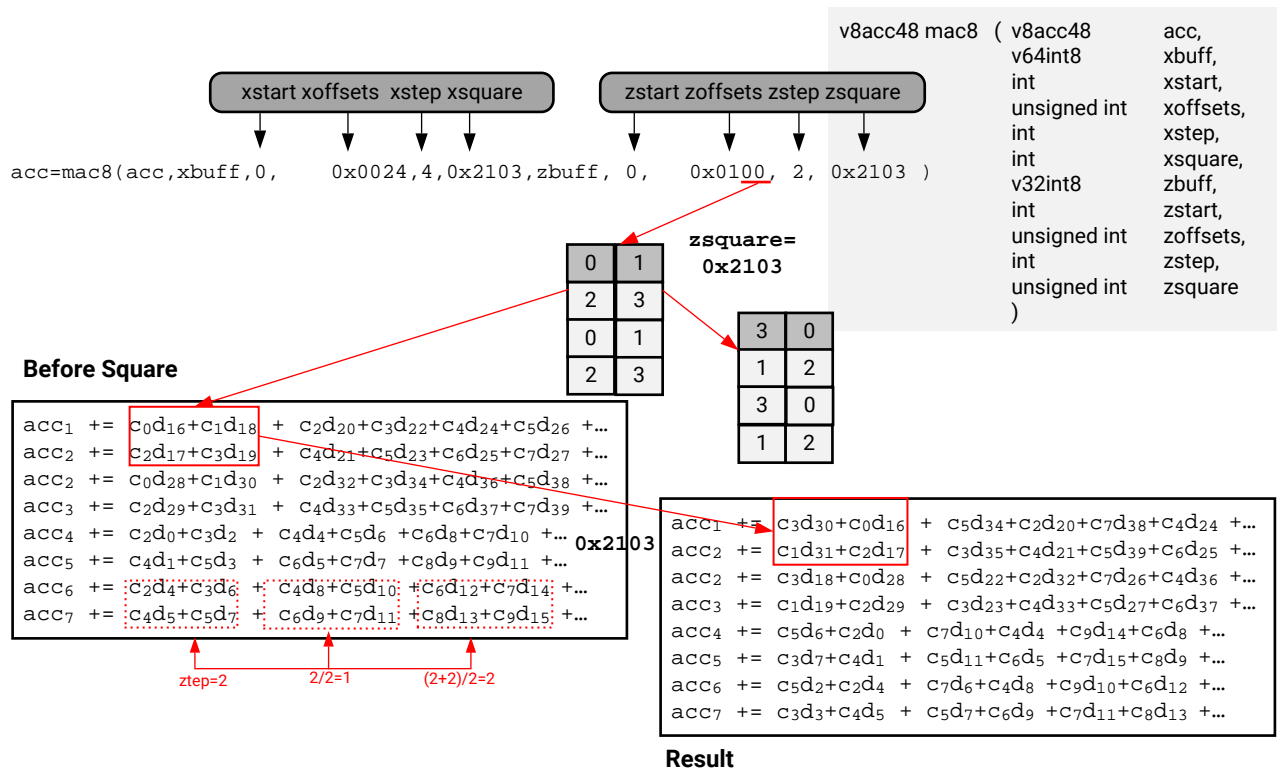 v8acc48 mac8 ( v8acc48 acc,
v64int8 xbuff,
int xstart,
unsigned int xoffsets,
int xstep,
int xsquare,
v32int8 zbuff,
int zstart,
unsigned int zoffsets,
int zstep,
unsigned int zsquare
)
xstart xoffsets xstep xsquare
zstart zoffsets zstep zsquare
acc=mac8(acc,xbuff,0, 0x0024,4,0x2103,zbuff, 0, 0x0100, 2, 0x2103 )
zsquare=
0x2103
0 1
2 3
0 1
2 3
3 0
1 2
3 0
1 2
Before Square
acc₁ += c₀d₁₆+c₁d₁₈ + c₂d₂₀+c₃d₂₂+c₄d₂₄+c₅d₂₆ +…
acc₂ += c₂d₁₇+c₃d₁₉ + c₄d₂₁+c₅d₂₃+c₆d₂₅+c₇d₂₇ +…
acc₂ += c₀d₂₈+c₁d₃₀ + c₂d₃₂+c₃d₃₄+c₄d₃₆+c₅d₃₈ +…
acc₃ += c₂d₂₉+c₃d₃₁ + c₄d₃₃+c₅d₃₅+c₆d₃₇+c₇d₃₉ +…
acc₄ += c₂d₀+c₃d₂ + c₄d₄+c₅d₆ +c₆d₈+c₇d₁₀ +…
acc₅ += c₄d₁+c₅d₃ + c₆d₅+c₇d₇ +c₈d₉+c₉d₁₁ +…
acc₆ += c₂d₄+c₃d₆ + c₄d₈+c₅d₁₀ +c₆d₁₂+c₇d₁₄ +…
acc₇ += c₄d₅+c₅d₇ + c₆d₉+c₇d₁₁ +c₈d₁₃+c₉d₁₅ +…
ztep=2
2/2=1
(2+2)/2=2
0x2103
acc₁ += c₃d₃₀+c₀d₁₆ + c₅d₃₄+c₂d₂₀+c₇d₃₈+c₄d₂₄ +…
acc₂ += c₁d₃₁+c₂d₁₇ + c₃d₃₅+c₄d₂₁+c₅d₃₉+c₆d₂₅ +…
acc₂ += c₃d₁₈+c₀d₂₈ + c₅d₂₂+c₂d₃₂+c₇d₂₆+c₄d₃₆ +…
acc₃ += c₁d₁₉+c₂d₂₉ + c₃d₂₃+c₄d₃₃+c₅d₂₇+c₆d₃₇ +…
acc₄ += c₅d₆+c₂d₀ + c₇d₁₀+c₄d₄ +c₉d₁₄+c₆d₈ +…
acc₅ += c₃d₇+c₄d₁ + c₅d₁₁+c₆d₅ +c₇d₁₅+c₈d₉ +…
acc₆ += c₅d₂+c₂d₄ + c₇d₆+c₄d₈ +c₉d₁₀+c₆d₁₂ +…
acc₇ += c₃d₃+c₄d₅ + c₅d₇+c₆d₉ +c₇d₁₁+c₈d₁₃ +…
Result